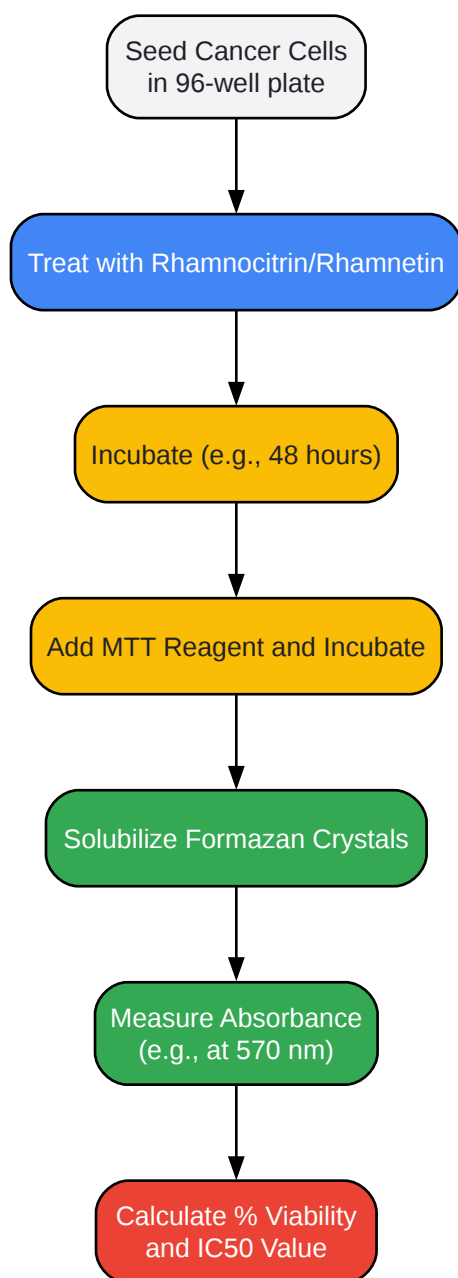 Seed Cancer Cells
in 96-well plate
Treat with Rhamnocitrin/Rhamnetin
Incubate (e.g., 48 hours)
Add MTT Reagent and Incubate
Solubilize Formazan Crystals
Measure Absorbance
(e.g., at 570 nm)
Calculate % Viability
and IC50 Value